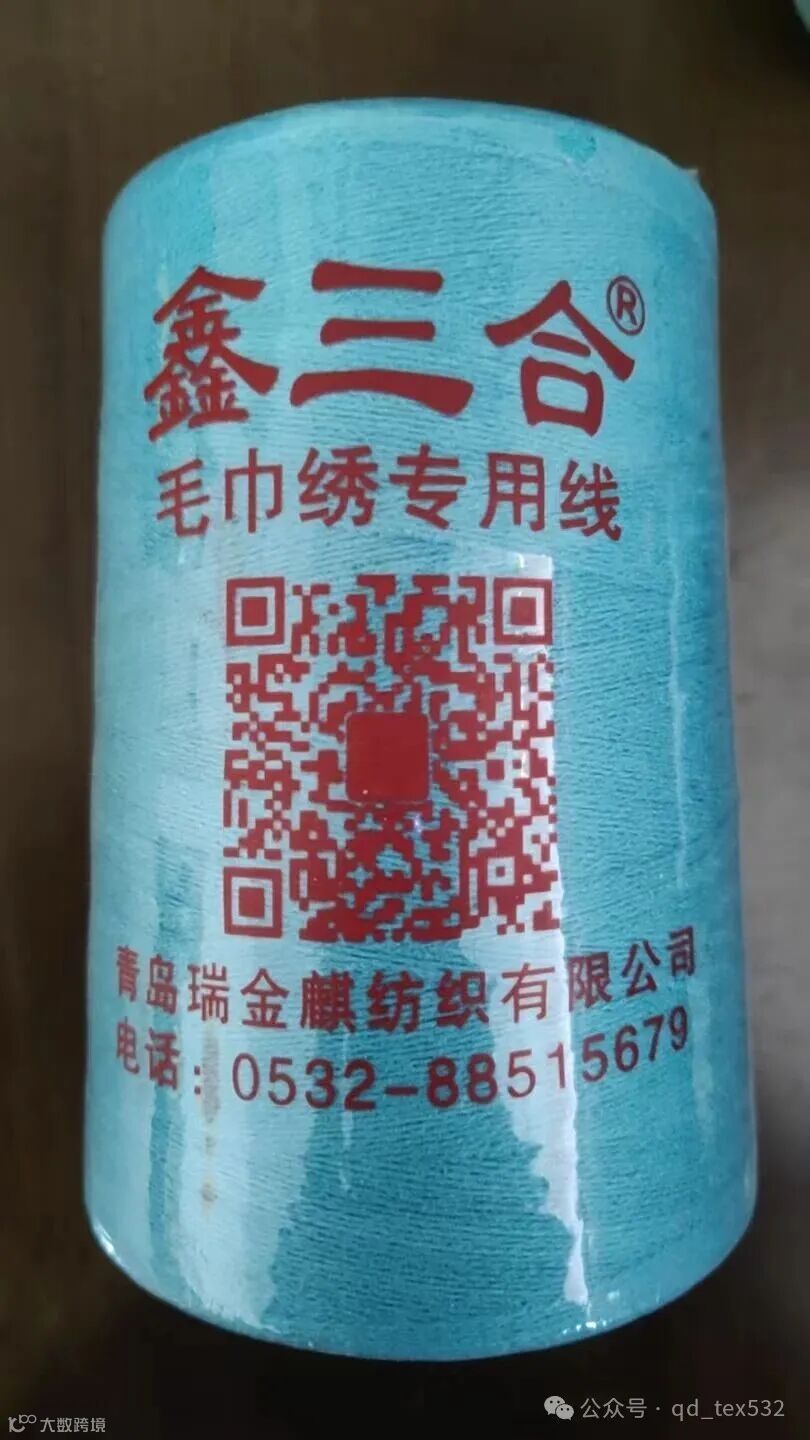 鑫三合®
毛巾绣专用线
青岛瑞金麒纺织有限公司
电话：0532-88515679
公众号·qd_tex532
大数跨境